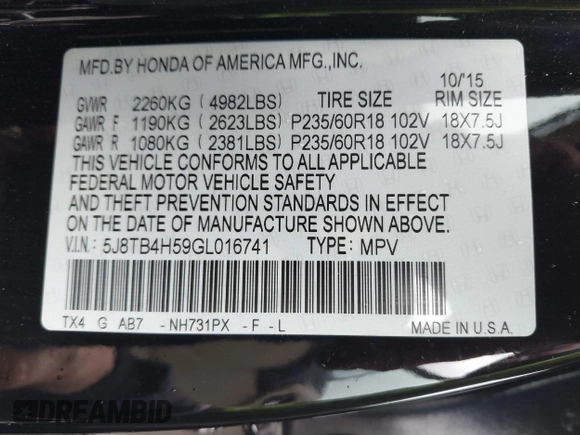 MFD.BY HONDA OF AMERICA MFG.,INC.
10/'15
GVWR 2260KG (4982LBS) TIRE SIZE RIM SIZE
GAWR F 1190KG (2623LBS) P235/60R18 102V 18X7.5J
GAWR R 1080KG (2381LBS) P235/60R18 102V 18X7.5J
THIS VEHICLE CONFORMS TO ALL APPLICABLE
FEDERAL MOTOR VEHICLE SAFETY
AND THEFT PREVENTION STANDARDS IN EFFECT
ON THE DATE OF MANUFACTURE SHOWN ABOVE.
V.I.N.: 5J8TB4H59GL016741 TYPE: MPV
TX4 G AB7 -NH731PX -F -L
MADE IN U.S.A.
DREAMBID